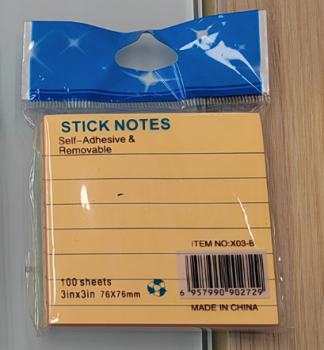 STICK NOTES
Self-Adhesive &
Removable
ITEM NO:X03-B
100 sheets
3inx3in 76X76mm
6 957990 902729
MADE IN CHINA